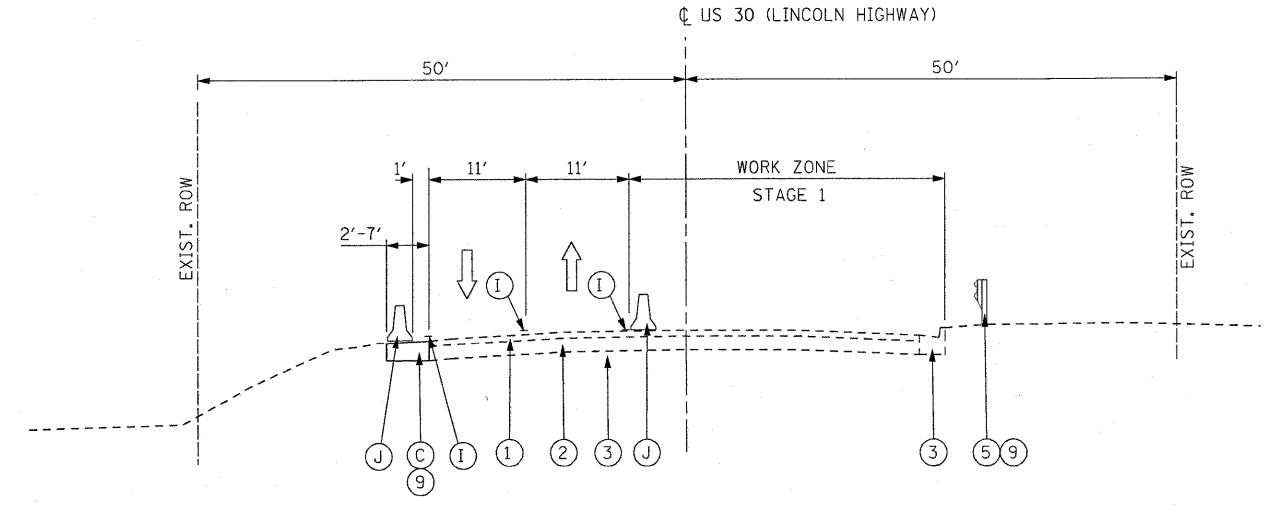 ℄ US 30 (LINCOLN HIGHWAY)
50'
50'
EXIST. ROW
EXIST. ROW
1'
11'
11'
WORK ZONE
STAGE 1
2'-7'
I
I
J
C
9
I
1
2
3
J
3
5
9